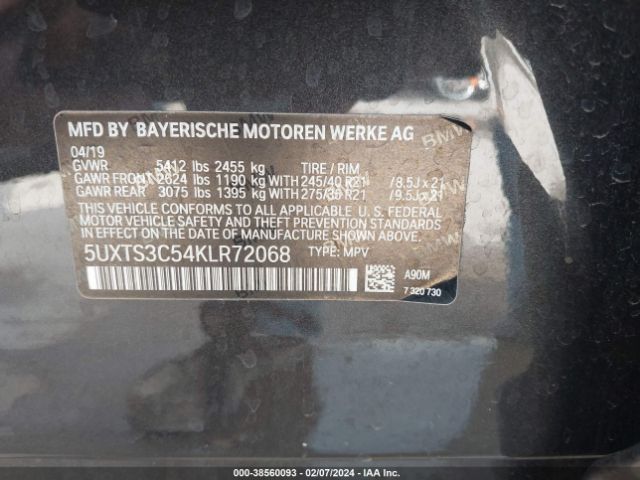 MFD BY BAYERISCHE MOTOREN WERKE AG
04/19
GVWR 5412 lbs 2455 kg TIRE / RIM
GAWR FRONT 2624 lbs 1190 kg WITH 245/40 R21 / 8.5J x 21
GAWR REAR 3075 lbs 1395 kg WITH 275/35 R21 / 9.5J x 21
THIS VEHICLE CONFORMS TO ALL APPLICABLE U. S. FEDERAL
MOTOR VEHICLE SAFETY AND THEFT PREVENTION STANDARDS
IN EFFECT ON THE DATE OF MANUFACTURE SHOWN ABOVE.
5UXTS3C54KLR72068 TYPE: MPV
A90M
7 320 730
000-38560093 - 02/07/2024 - IAA Inc.